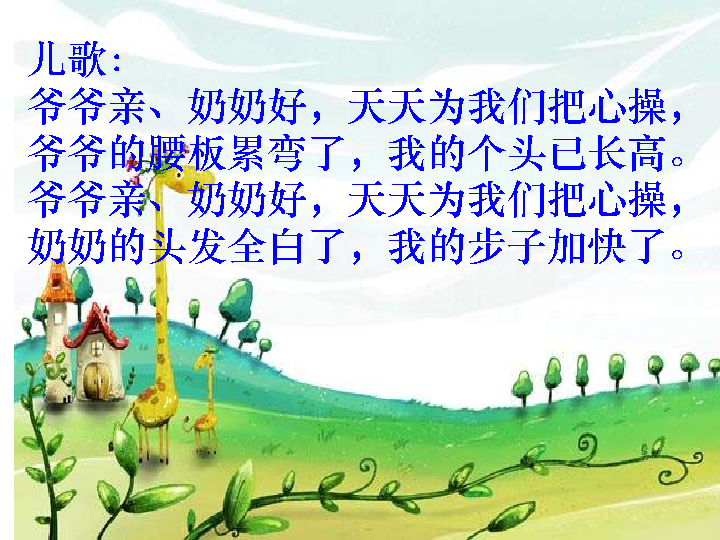 儿歌：
爷爷亲、奶奶好，天天为我们把心操，
爷爷的腰板累弯了，我的个头已长高。
爷爷亲、奶奶好，天天为我们把心操，
奶奶的头发全白了，我的步子加快了。